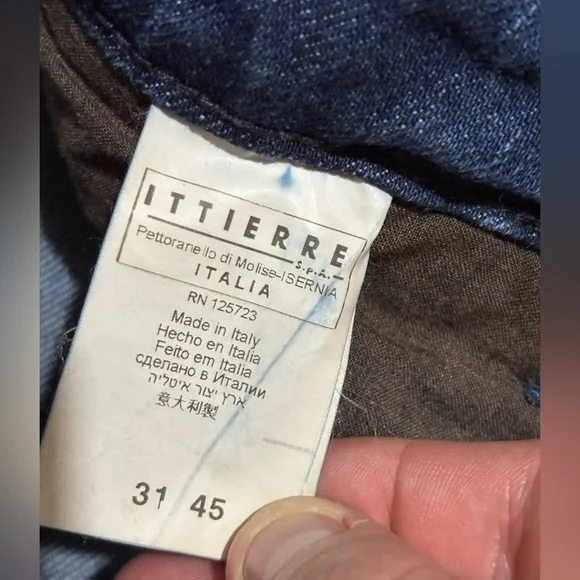 ITTIERRE
S.p.A.
Pettoranello di Molise-ISERNIA
ITALIA
RN 125723
Made in Italy
Hecho en Italia
Feito em Italia
сделано в Италии
ארץ יצור איטליה
意大利製
31 45